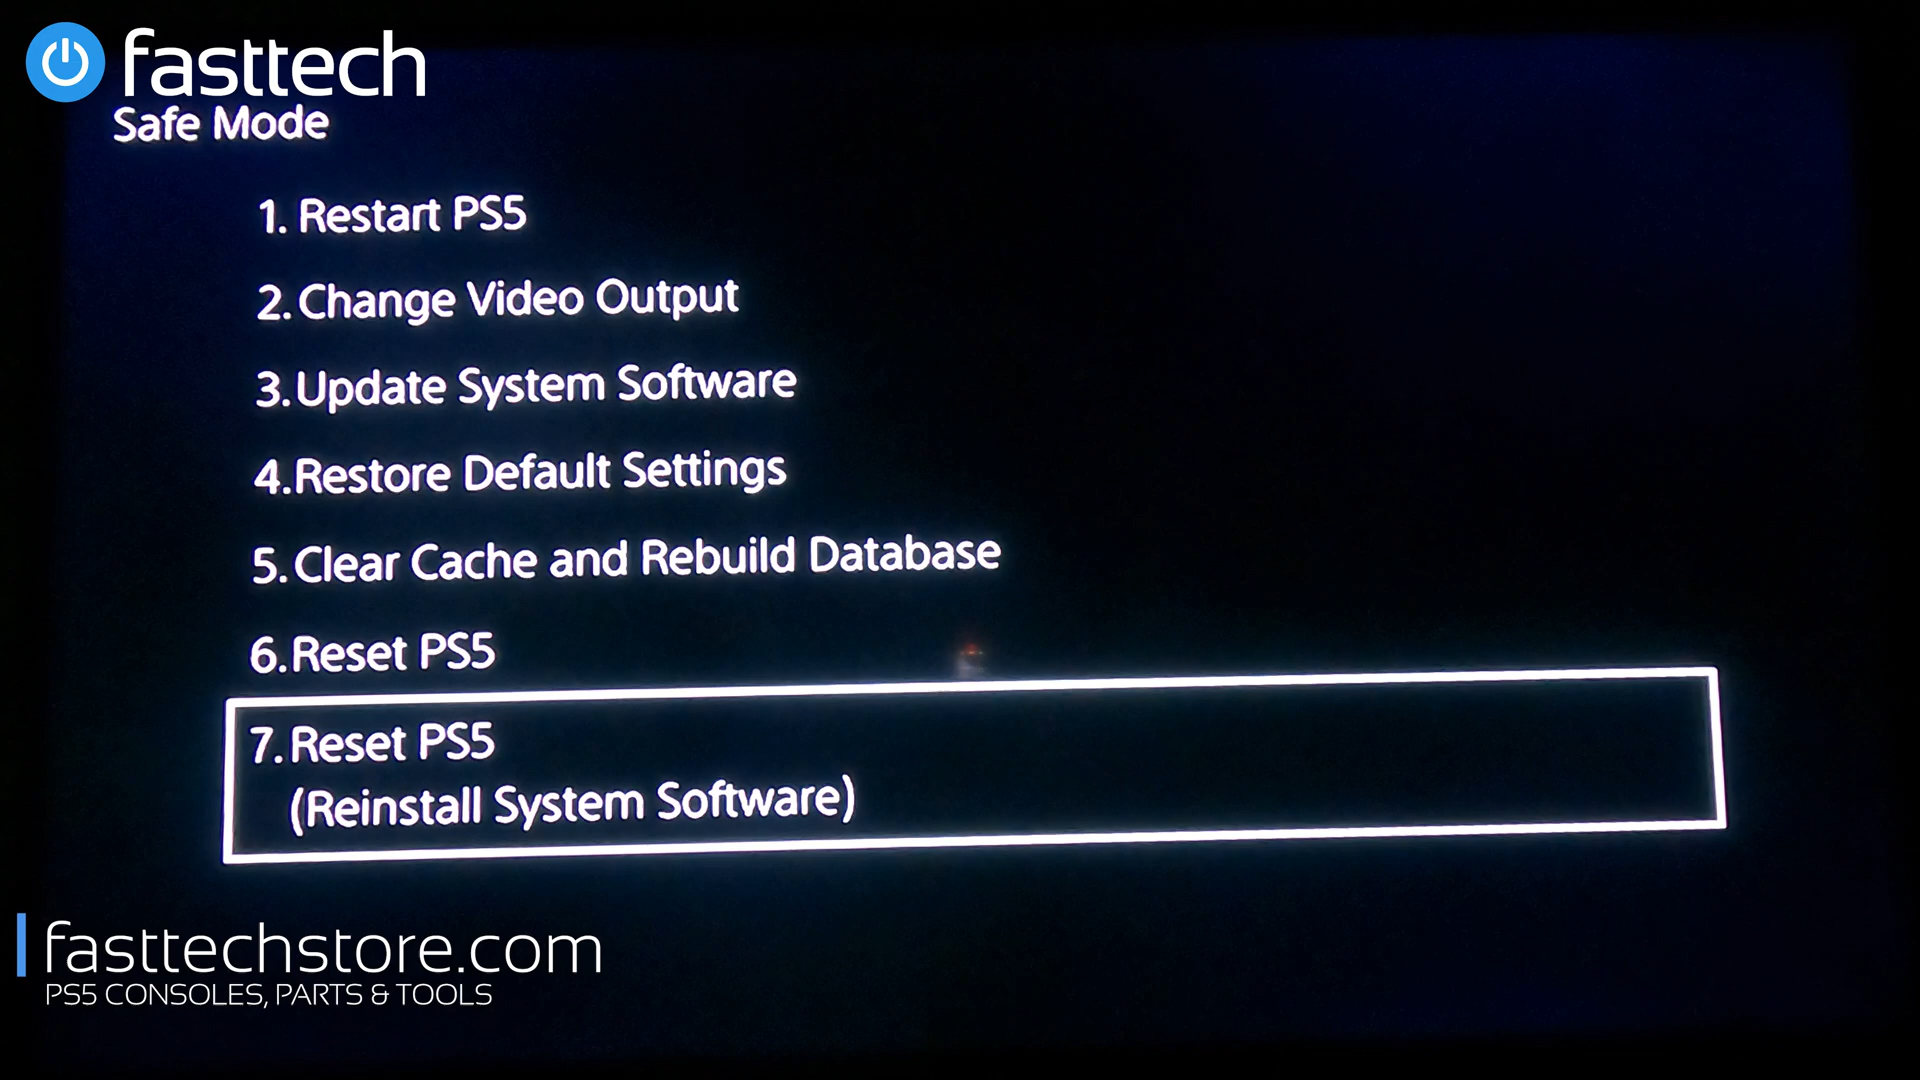 fasttech
Safe Mode
1. Restart PS5
2. Change Video Output
3. Update System Software
4. Restore Default Settings
5. Clear Cache and Rebuild Database
6. Reset PS5
7. Reset PS5
(Reinstall System Software)
fasttechstore.com
PS5 CONSOLES, PARTS & TOOLS